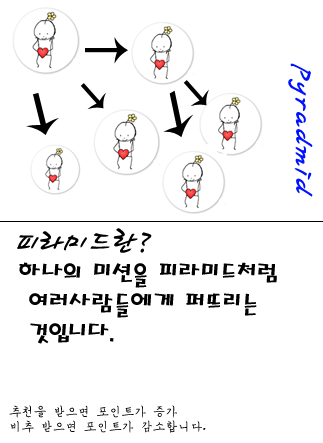 Pyradmid
피라미드란?
하나의 미션을 피라미드처럼
여러사람들에게 퍼뜨리는
것입니다.
추천을 받으면 포인트가 증가
비추 받으면 포인트가 감소합니다.